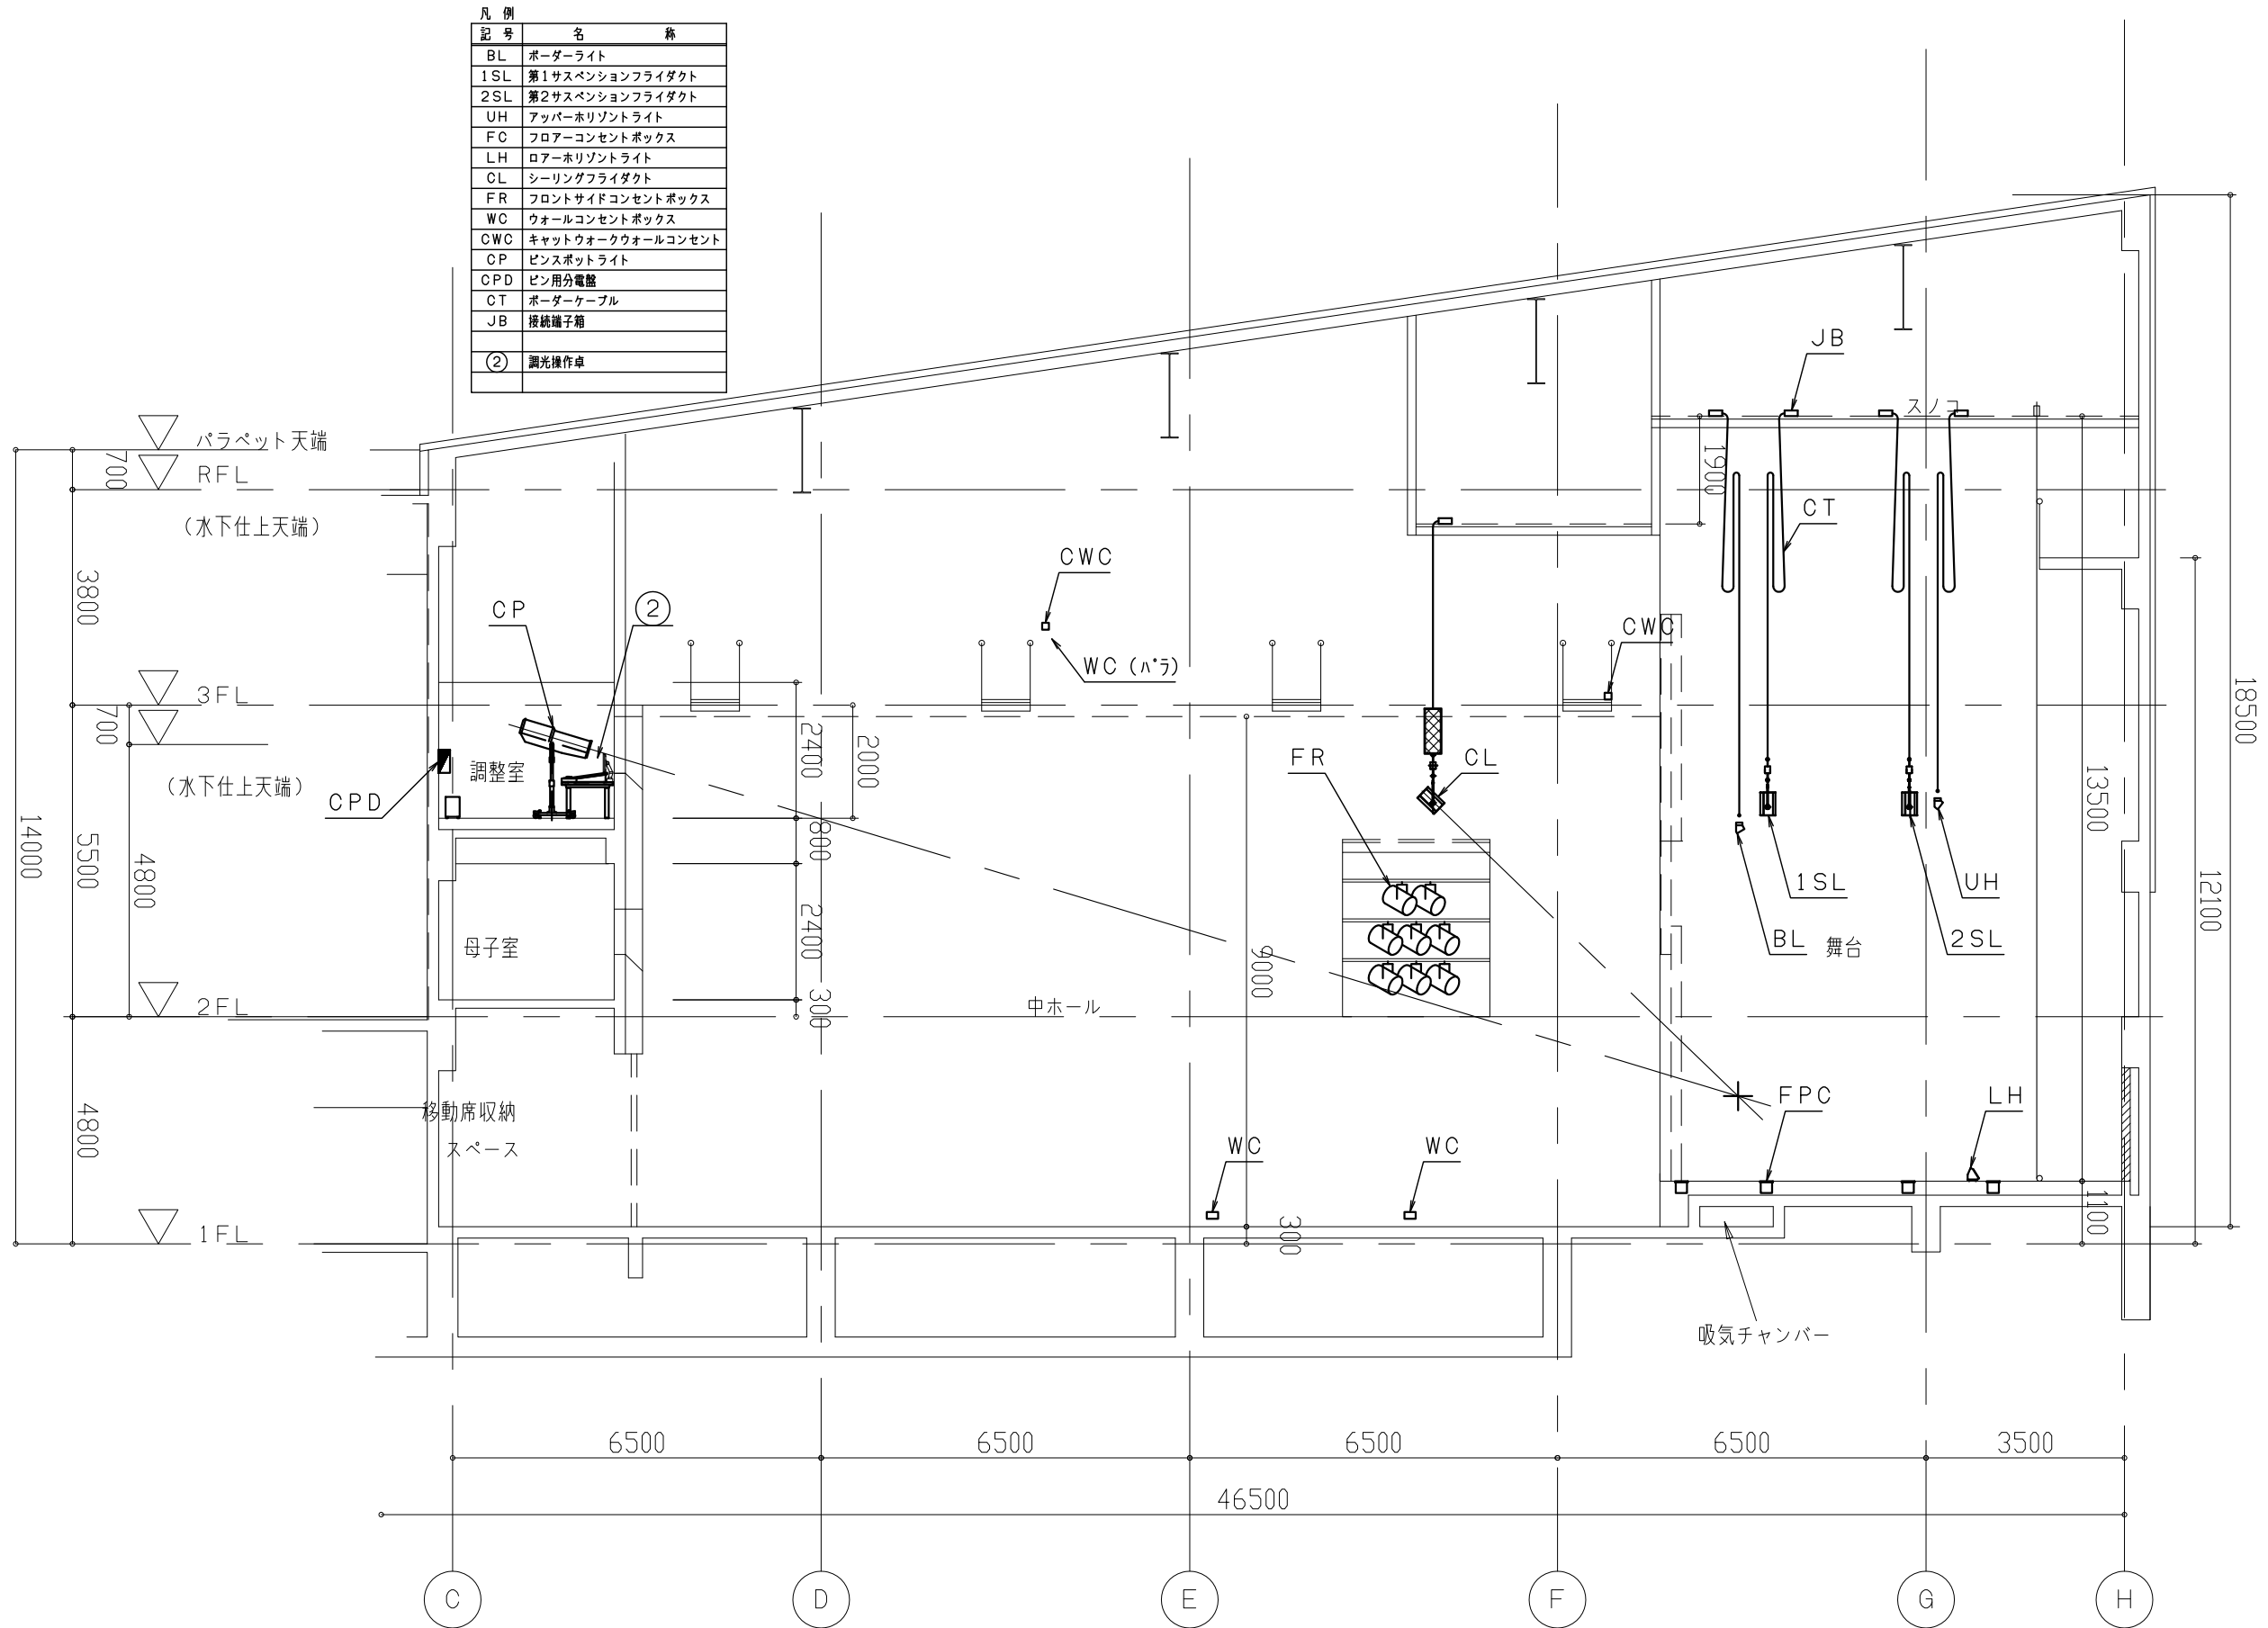 凡 例
記 号 名 称
BL ボーダーライト
1SL 第1サスペンションフライダクト
2SL 第2サスペンションフライダクト
UH アッパーホリゾントライト
FC フロアーコンセントボックス
LH ロアーホリゾントライト
CL シーリングフライダクト
FR フロントサイドコンセントボックス
WC ウォールコンセントボックス
CWC キャットウォークウォールコンセント
CP ピンスポットライト
CPD ピン用分電盤
CT ボーダーケーブル
JB 接続端子箱
② 調光操作卓
JB
スノコ
パラペット天端
700
RFL
1900
(水下仕上天端)
CT
CWC
3800
CP
②
CWC
WC (パラ)
3FL
18500
700
2400
2000
FR
CL
調整室
(水下仕上天端)
CPD
13500
14000
5500
4800
800
12100
1SL
UH
2400
母子室
9000
BL
舞台
2SL
2FL
300
中ホール
FPC
LH
4800
移動席収納
スペース
WC
WC
1100
1FL
300
吸気チャンバー
6500
6500
6500
6500
3500
46500
C
D
E
F
G
H